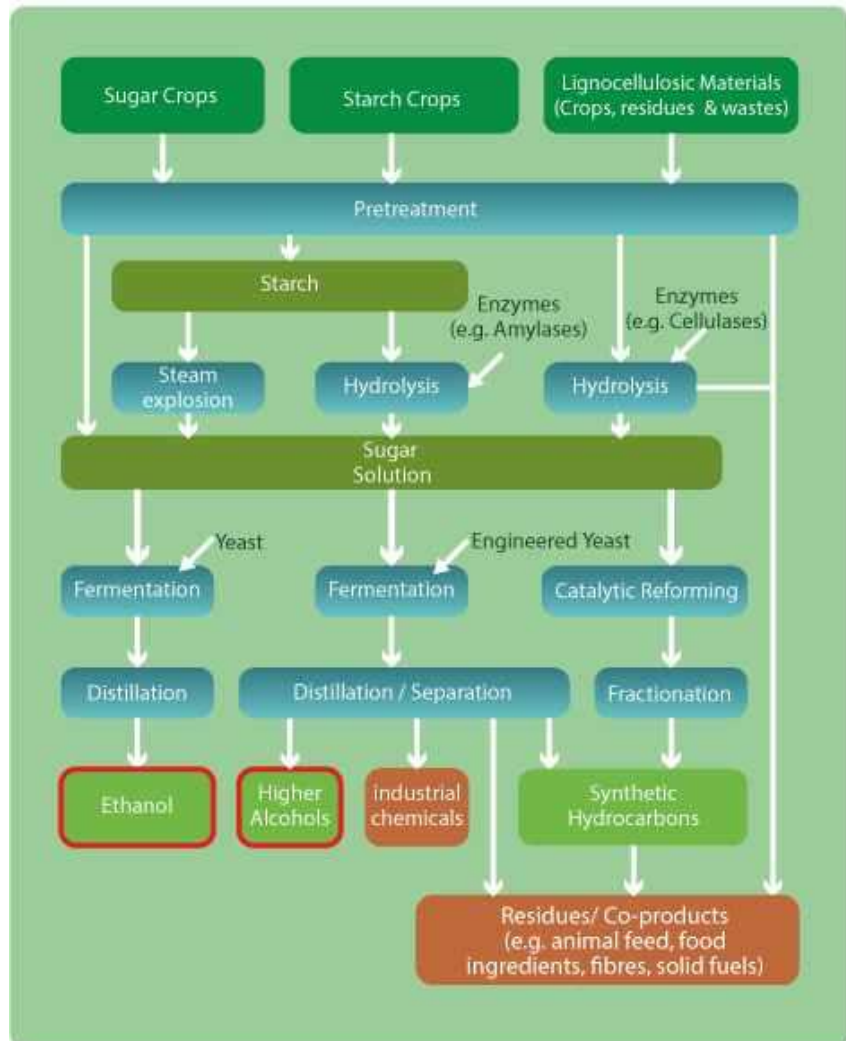 Sugar Crops
Starch Crops
Lignocellulosic Materials
(Crops, residues & wastes)
Pretreatment
Starch
Enzymes
(e.g. Amylases)
Enzymes
(e.g. Cellulases)
Steam
explosion
Hydrolysis
Hydrolysis
Sugar
Solution
Yeast
Engineered Yeast
Fermentation
Fermentation
Catalytic Reforming
Distillation
Distillation / Separation
Fractionation
Ethanol
Higher
Alcohols
industrial
chemicals
Synthetic
Hydrocarbons
Residues/ Co-products
(e.g. animal feed, food
ingredients, fibres, solid fuels)